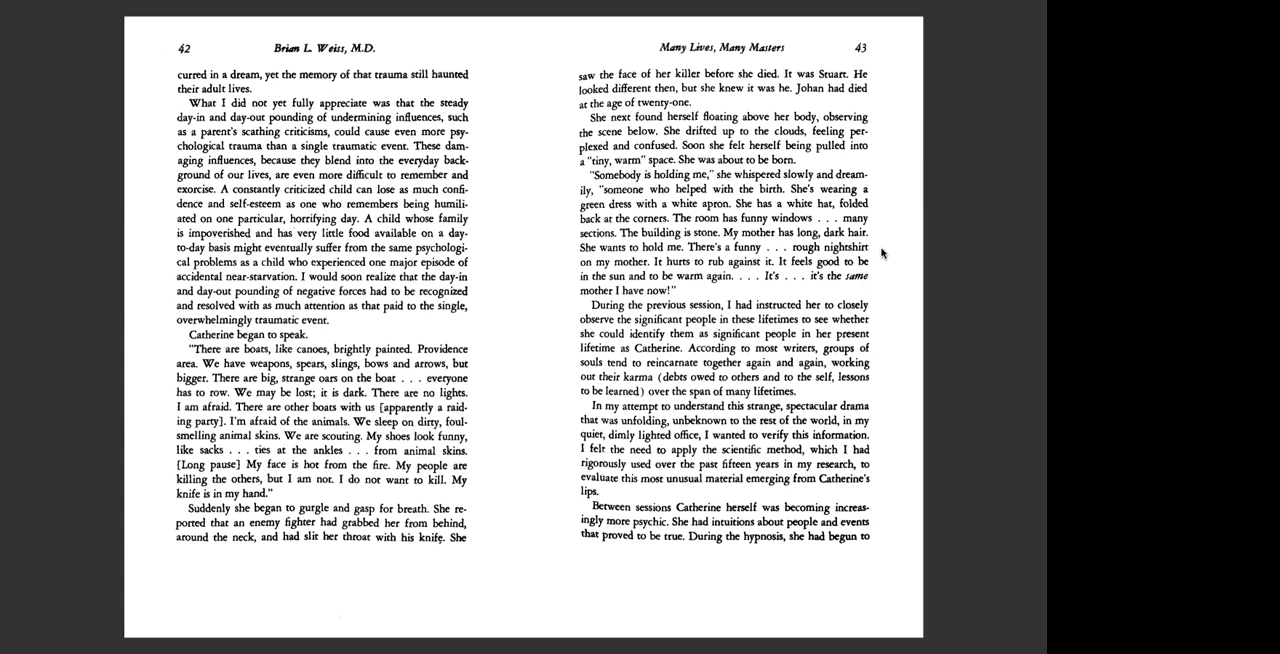 42 Brian L. Weiss, M.D.
curred in a dream, yet the memory of that trauma still haunted
their adult lives.
What I did not yet fully appreciate was that the steady
day-in and day-out pounding of undermining influences, such
as a parent's scathing criticisms, could cause even more psy-
chological trauma than a single traumatic event. These dam-
aging influences, because they blend into the everyday back-
ground of our lives, are even more difficult to remember and
exorcise. A constantly criticized child can lose as much confi-
dence and self-esteem as one who remembers being humili-
ated on one particular, horrifying day. A child whose family
is impoverished and has very little food available on a day-
to-day basis might eventually suffer from the same psychologi-
cal problems as a child who experienced one major episode of
accidental near-starvation. I would soon realize that the day-in
and day-out pounding of negative forces had to be recognized
and resolved with as much attention as that paid to the single,
overwhelmingly traumatic event.
Catherine began to speak.
"There are boats, like canoes, brightly painted. Providence
area. We have weapons, spears, slings, bows and arrows, but
bigger. There are big, strange oars on the boat . . . everyone
has to row. We may be lost; it is dark. There are no lights.
I am afraid. There are other boats with us [apparently a raid-
ing party]. I'm afraid of the animals. We sleep on dirty, foul-
smelling animal skins. We are scouting. My shoes look funny,
like sacks . . . ties at the ankles . . . from animal skins.
[Long pause] My face is hot from the fire. My people are
killing the others, but I am not. I do not want to kill. My
knife is in my hand."
Suddenly she began to gurgle and gasp for breath. She re-
ported that an enemy fighter had grabbed her from behind,
around the neck, and had slit her throat with his knife. She
Many Lives, Many Masters 43
saw the face of her killer before she died. It was Stuart. He
looked different then, but she knew it was he. Johan had died
at the age of twenty-one.
She next found herself floating above her body, observing
the scene below. She drifted up to the clouds, feeling per-
plexed and confused. Soon she felt herself being pulled into
a "tiny, warm" space. She was about to be born.
"Somebody is holding me," she whispered slowly and dream-
ily, "someone who helped with the birth. She's wearing a
green dress with a white apron. She has a white hat, folded
back at the corners. The room has funny windows . . . many
sections. The building is stone. My mother has long, dark hair.
She wants to hold me. There's a funny . . . rough nightshirt
on my mother. It hurts to rub against it. It feels good to be
in the sun and to be warm again. . . . It's . . . it's the same
mother I have now!"
During the previous session, I had instructed her to closely
observe the significant people in these lifetimes to see whether
she could identify them as significant people in her present
lifetime as Catherine. According to most writers, groups of
souls tend to reincarnate together again and again, working
out their karma (debts owed to others and to the self, lessons
to be learned) over the span of many lifetimes.
In my attempt to understand this strange, spectacular drama
that was unfolding, unbeknown to the rest of the world, in my
quiet, dimly lighted office, I wanted to verify this information.
I felt the need to apply the scientific method, which I had
rigorously used over the past fifteen years in my research, to
evaluate this most unusual material emerging from Catherine's
lips.
Between sessions Catherine herself was becoming increas-
ingly more psychic. She had intuitions about people and events
that proved to be true. During the hypnosis, she had begun to